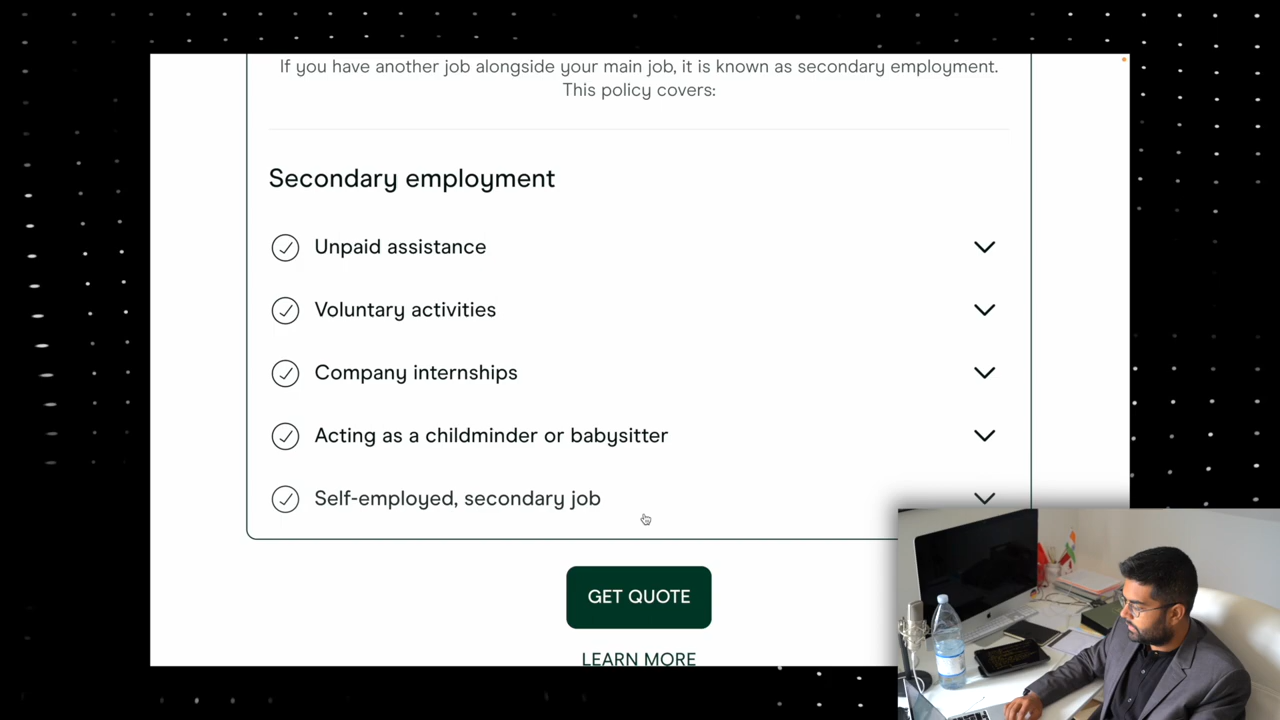 If you have another job alongside your main job, it is known as secondary employment.
This policy covers:
Secondary employment
Unpaid assistance
Voluntary activities
Company internships
Acting as a childminder or babysitter
Self-employed, secondary job
GET QUOTE
LEARN MORE